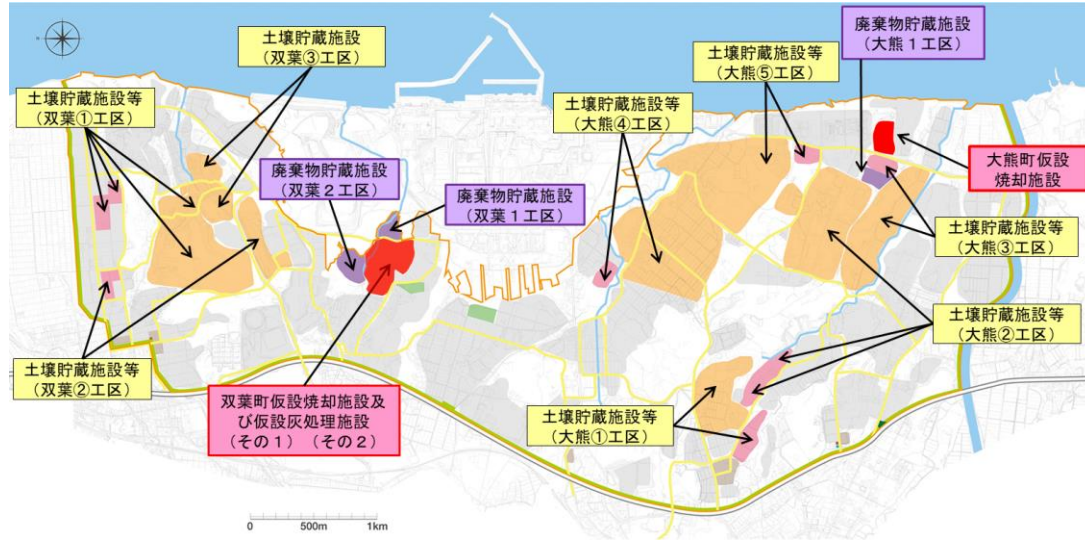 土壌貯蔵施設
(双葉③工区)
土壌貯蔵施設等
(双葉①工区)
廃棄物貯蔵施設
(双葉2工区)
廃棄物貯蔵施設
(双葉1工区)
土壌貯蔵施設等
(双葉②工区)
双葉町仮設焼却施設及
び仮設灰処理施設
(その1)(その2)
土壌貯蔵施設等
(大熊④工区)
土壌貯蔵施設等
(大熊⑤工区)
廃棄物貯蔵施設
(大熊1工区)
大熊町仮設
焼却施設
土壌貯蔵施設等
(大熊③工区)
土壌貯蔵施設等
(大熊②工区)
土壌貯蔵施設等
(大熊①工区)
0 500m 1km